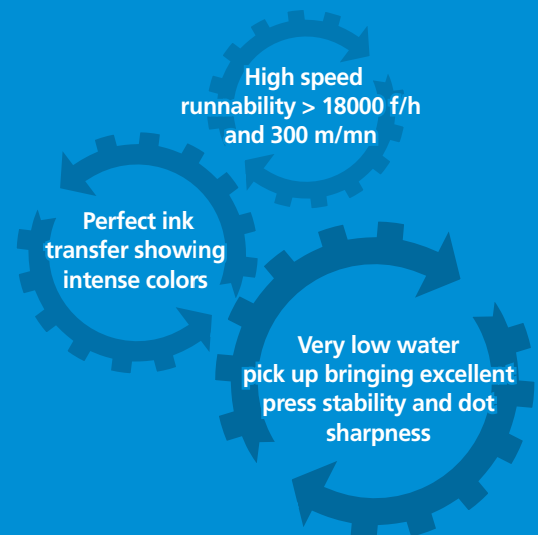 High speed
runnability > 18000 f/h
and 300 m/mn
Perfect ink
transfer showing
intense colors
Very low water
pick up bringing excellent
press stability and dot
sharpness